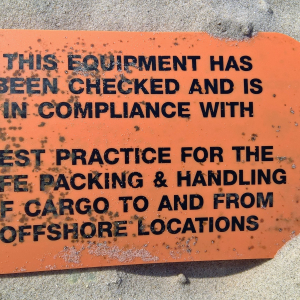 THIS EQUIPMENT HAS
BEEN CHECKED AND IS
IN COMPLIANCE WITH
EST PRACTICE FOR THE
FE PACKING & HANDLING
F CARGO TO AND FROM
OFFSHORE LOCATIONS